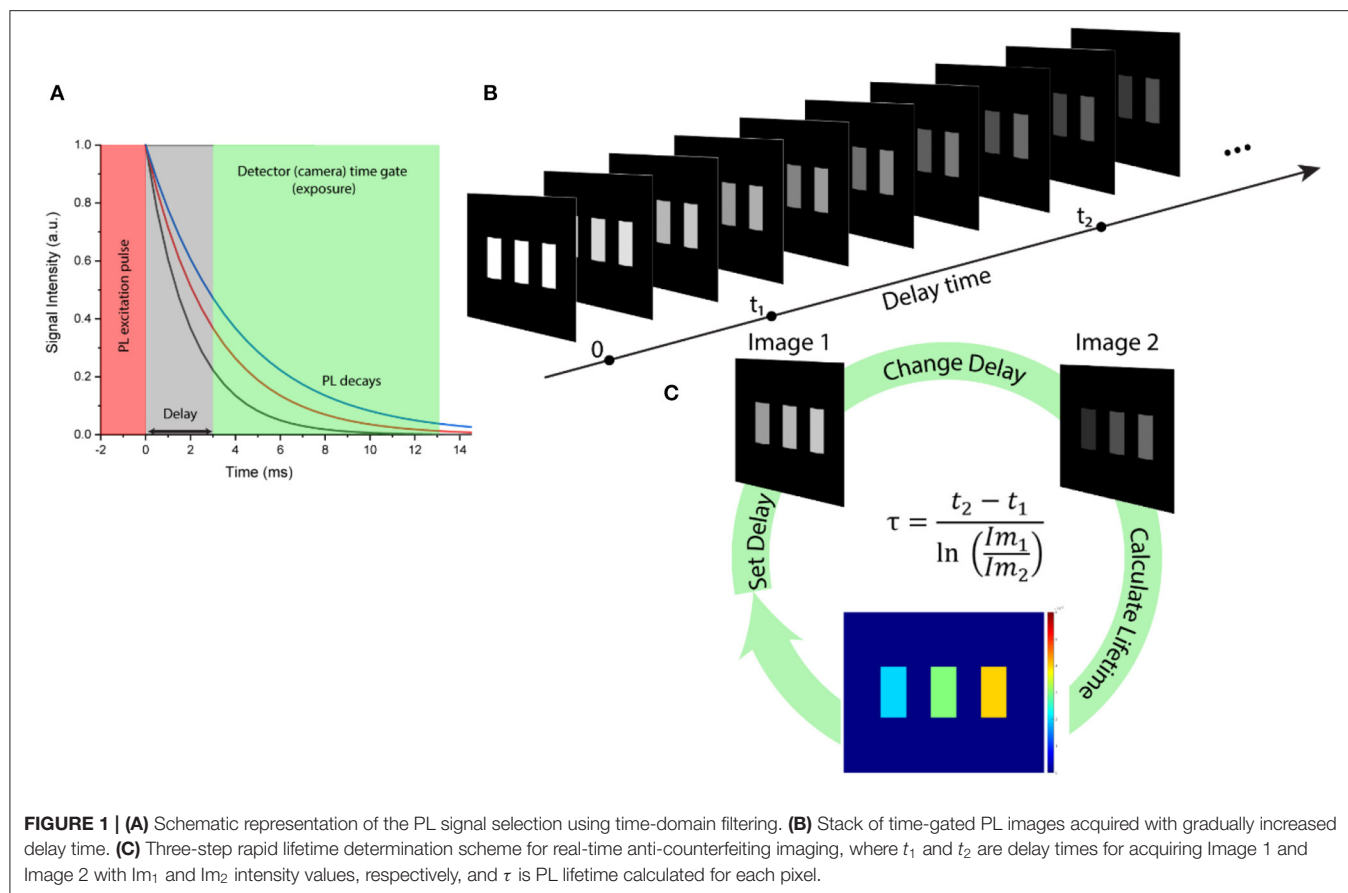 A
B
1.0
0.8
0.6
0.4
0.2
0.0
Signal Intensity (a.u.)
PL excitation pulse
Detector (camera) time gate
(exposure)
PL decays
Delay
-2 0 2 4 6 8 10 12 14
Time (ms)
0
t₁
t₂
Delay time
...
C
Image 1
Image 2
Change Delay
Set Delay
Calculate Lifetime
τ = t₂ − t₁ / ln (Im₁ / Im₂)
FIGURE 1 | (A) Schematic representation of the PL signal selection using time-domain filtering. (B) Stack of time-gated PL images acquired with gradually increased
delay time. (C) Three-step rapid lifetime determination scheme for real-time anti-counterfeiting imaging, where t₁ and t₂ are delay times for acquiring Image 1 and
Image 2 with Im₁ and Im₂ intensity values, respectively, and τ is PL lifetime calculated for each pixel.